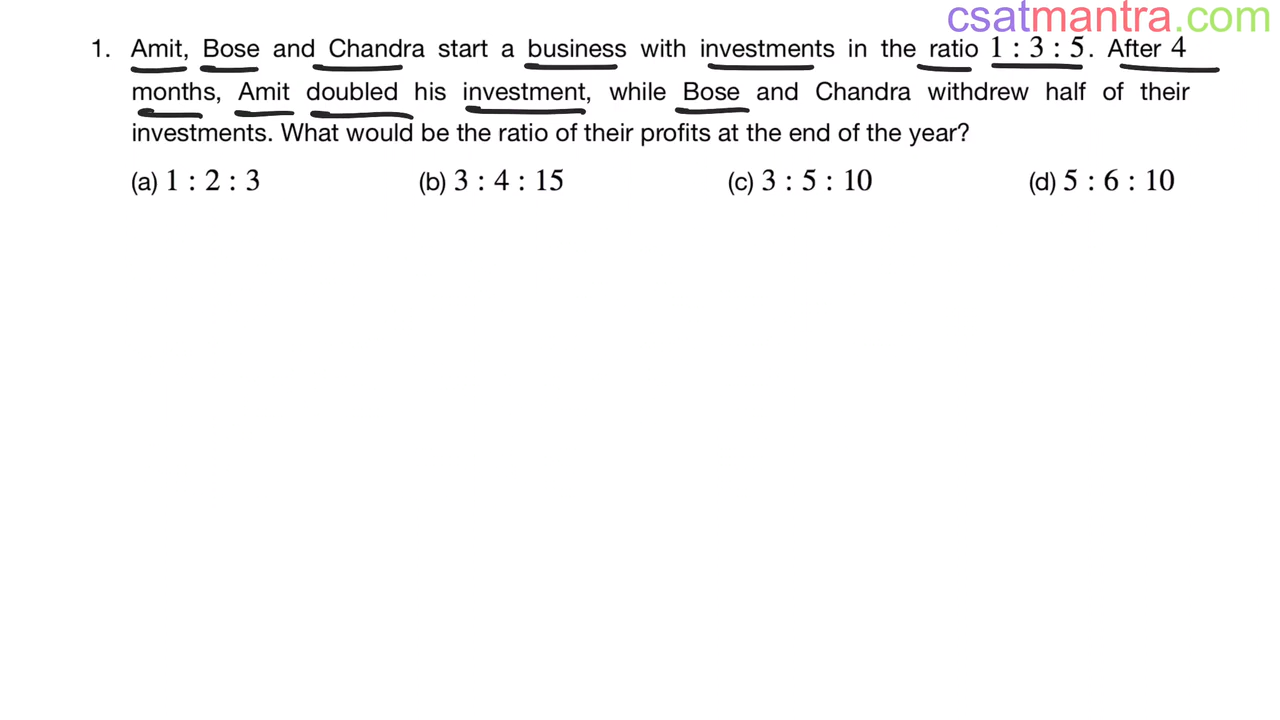 csatmantra.com
1. Amit, Bose and Chandra start a business with investments in the ratio 1 : 3 : 5. After 4
months, Amit doubled his investment, while Bose and Chandra withdrew half of their
investments. What would be the ratio of their profits at the end of the year?
(a) 1 : 2 : 3 (b) 3 : 4 : 15 (c) 3 : 5 : 10 (d) 5 : 6 : 10